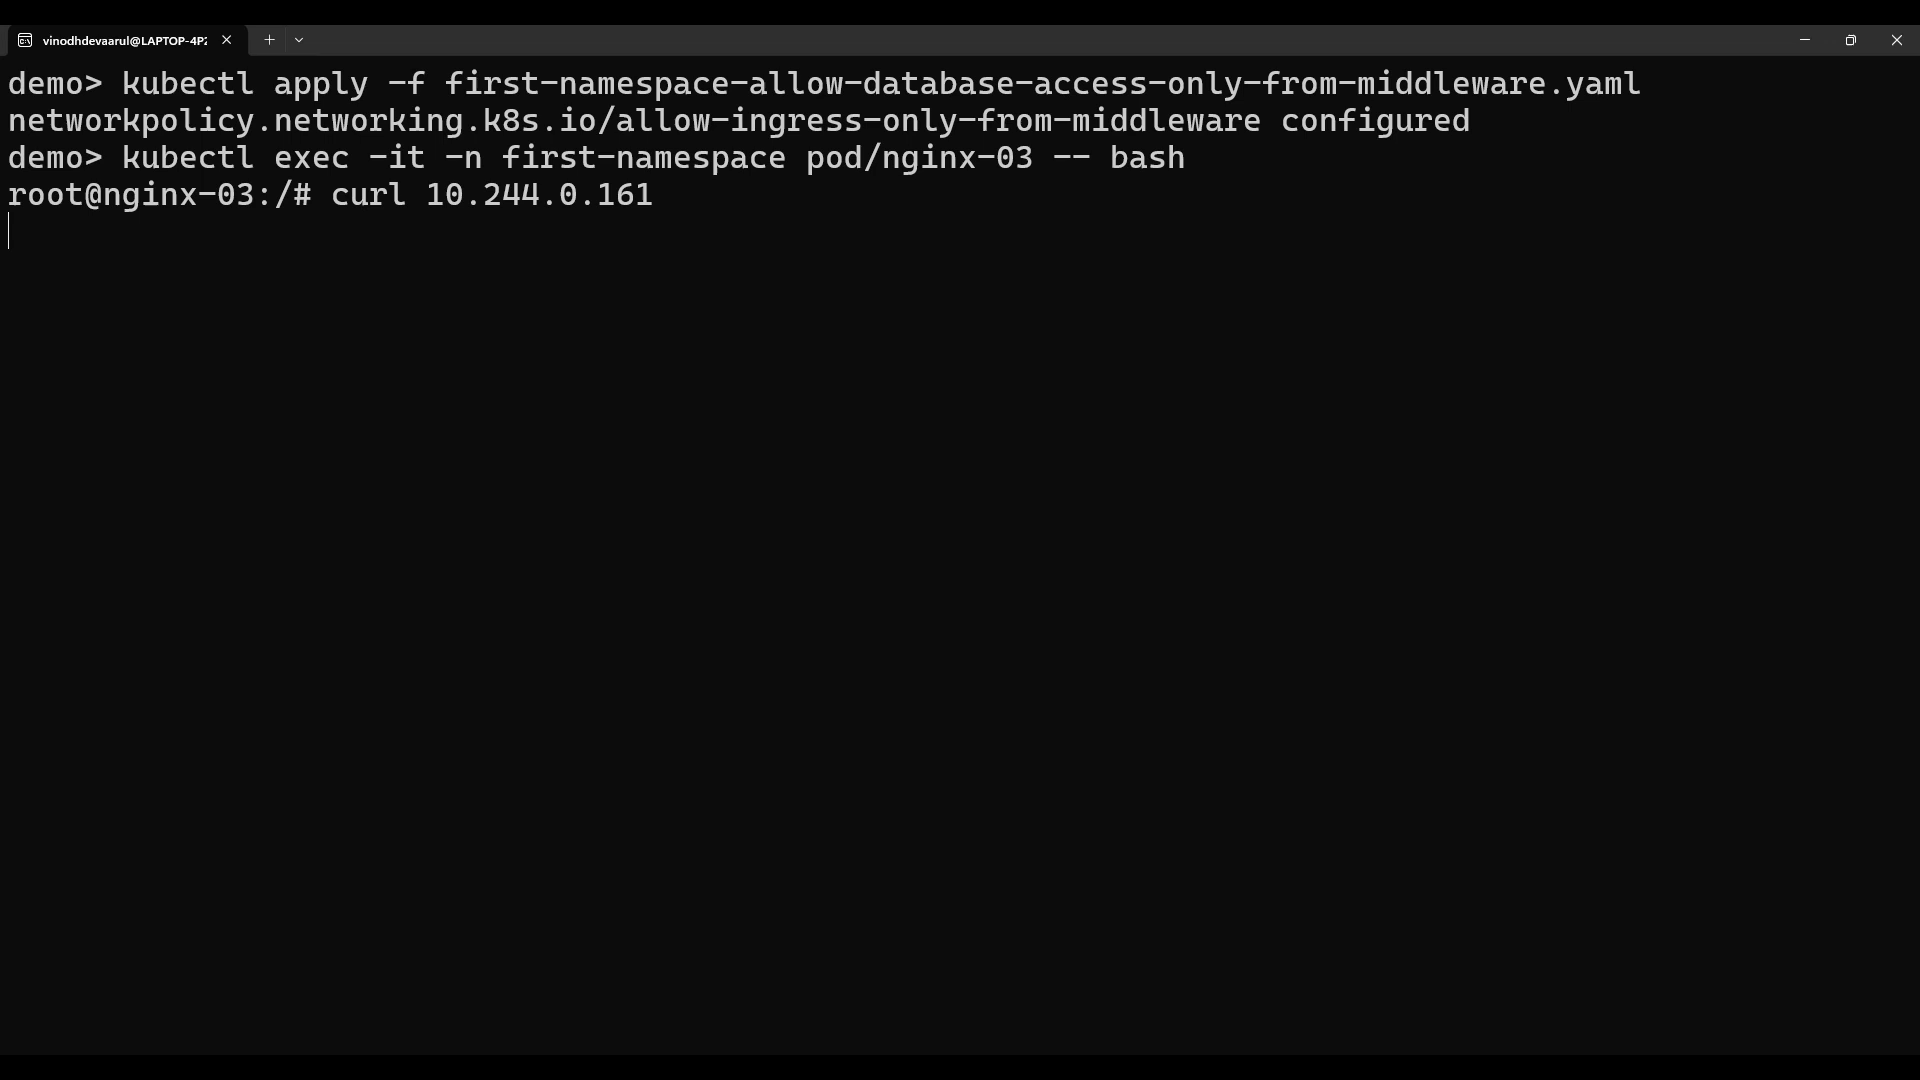 vinodhdevaarul@LAPTOP-4P2
demo> kubectl apply -f first-namespace-allow-database-access-only-from-middleware.yaml
networkpolicy.networking.k8s.io/allow-ingress-only-from-middleware configured
demo> kubectl exec -it -n first-namespace pod/nginx-03 -- bash
root@nginx-03:/# curl 10.244.0.161